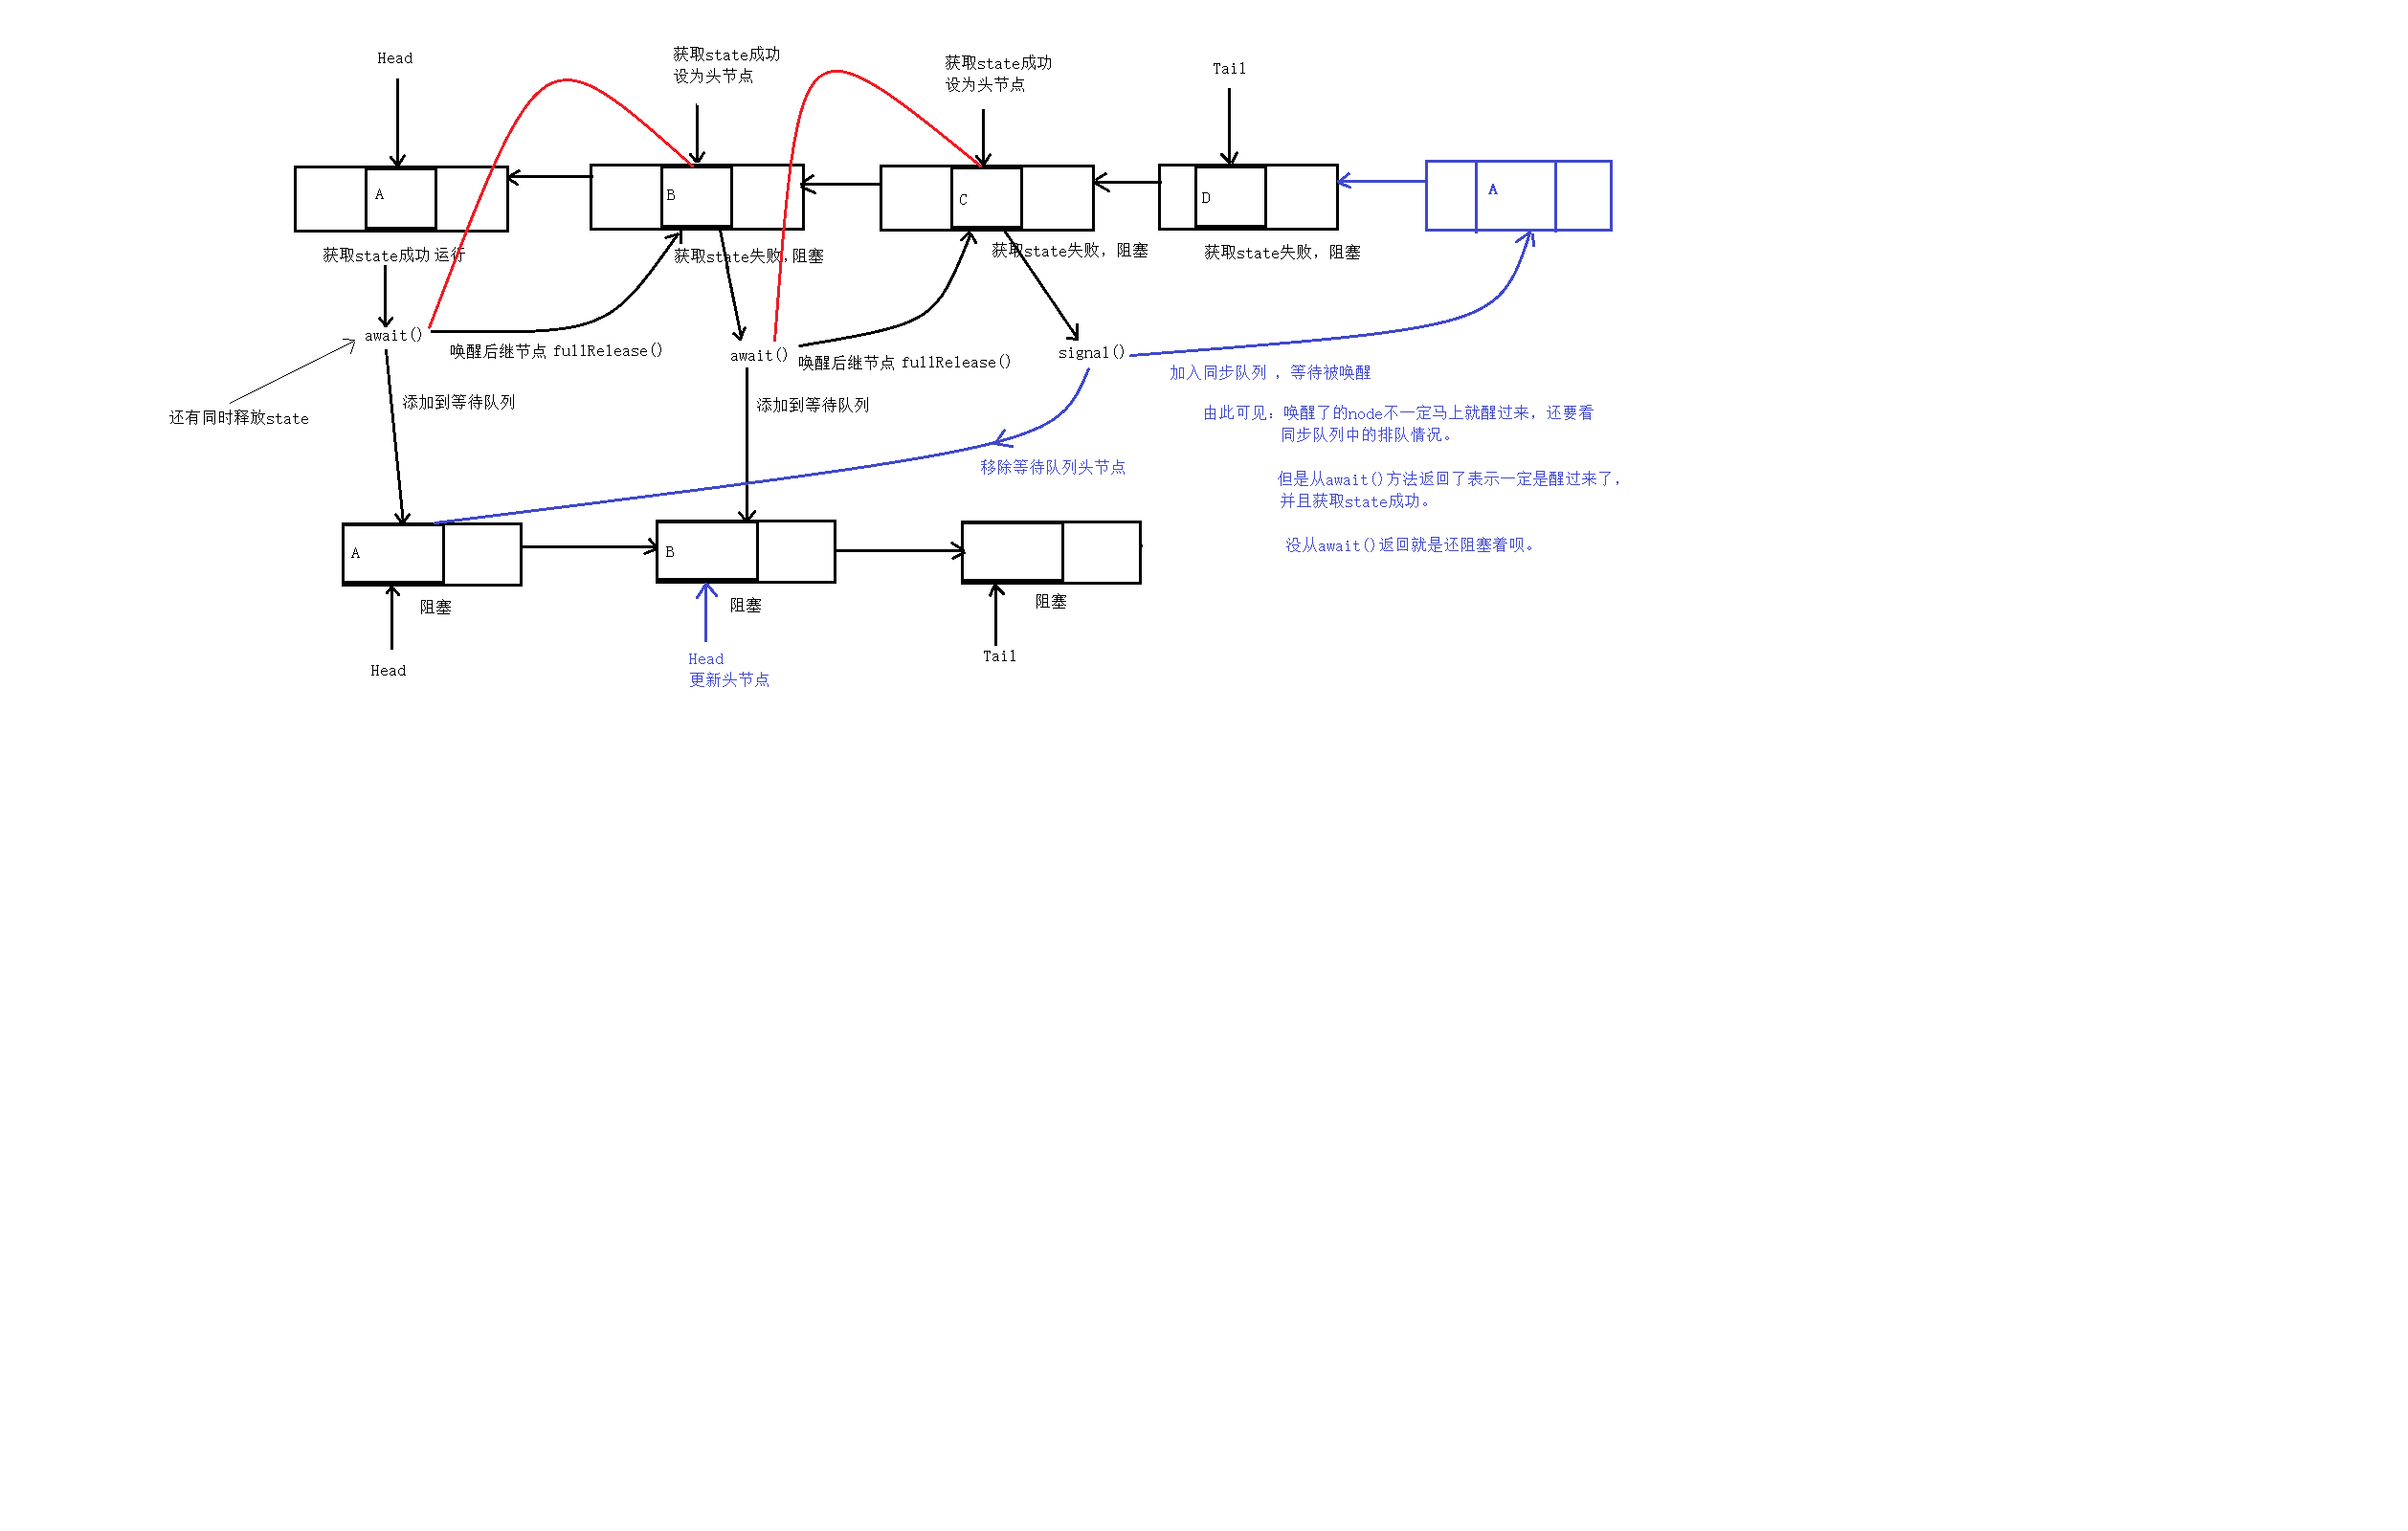 Head
获取state成功
设为头节点
获取state成功
设为头节点
Tail
A
B
C
D
A
获取state成功 运行
获取state失败，阻塞
获取state失败，阻塞
获取state失败，阻塞
await()
唤醒后继节点 fullRelease()
await()
唤醒后继节点 fullRelease()
signal()
加入同步队列 ，等待被唤醒
还有同时释放state
添加到等待队列
添加到等待队列
由此可见：唤醒了的node不一定马上就醒过来，还要看
同步队列中的排队情况。
移除等待队列头节点
但是从await()方法返回了表示一定是醒过来了，
并且获取state成功。
没从await()返回就是还阻塞着呗。
A
B
阻塞
阻塞
阻塞
Head
Head
更新头节点
Tail